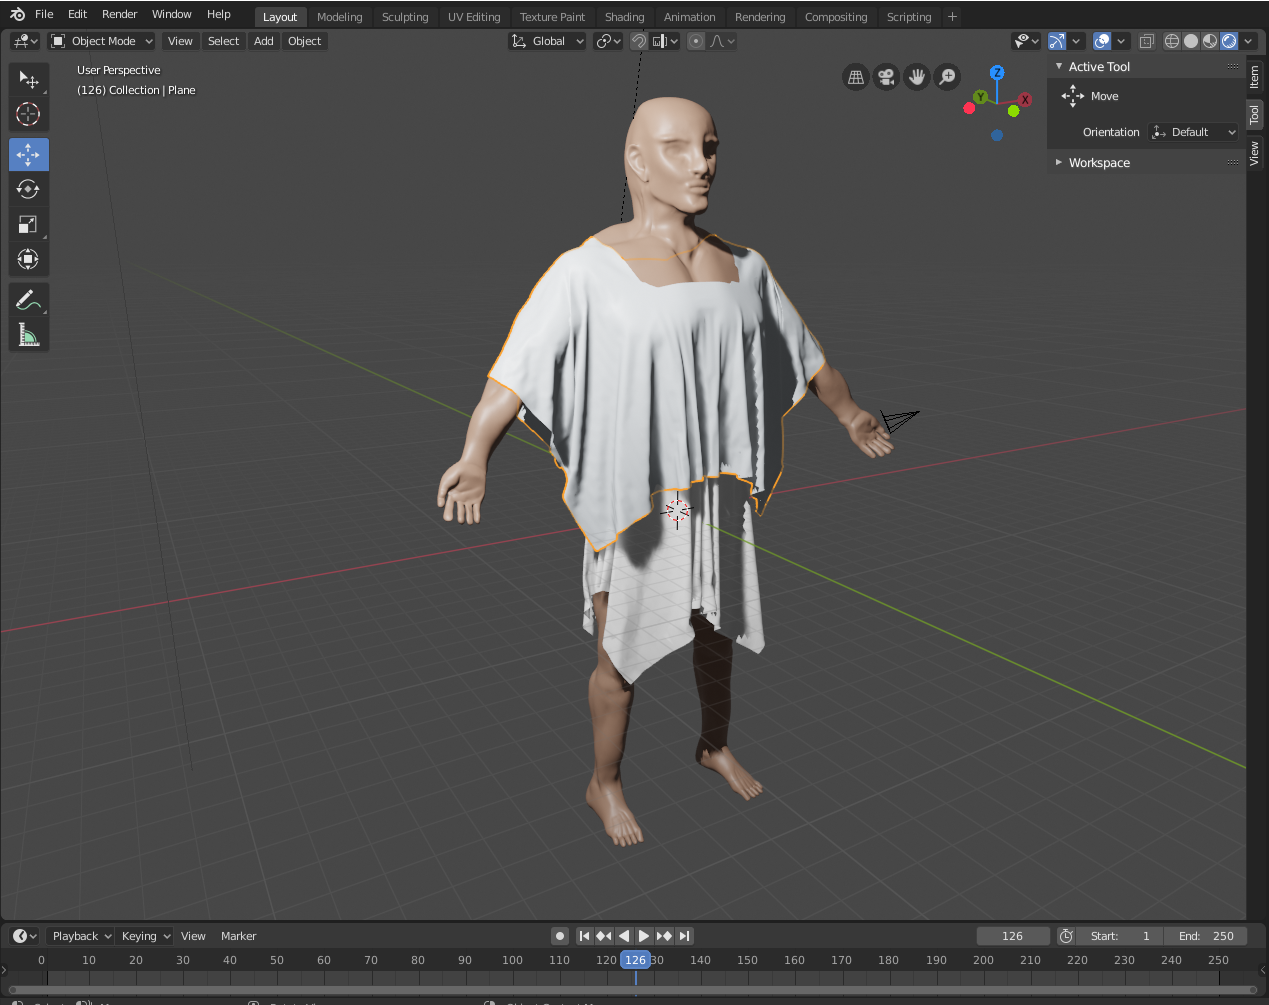 File Edit Render Window Help Layout Modeling Sculpting UV Editing Texture Paint Shading Animation Rendering Compositing Scripting +
Object Mode View Select Add Object Global
User Perspective
(126) Collection | Plane
Z
Y
X
Active Tool
Move
Orientation Default
Workspace
Item
Tool
View
Playback Keying View Marker 126 Start: 1 End: 250
0 10 20 30 40 50 60 70 80 90 100 110 120 126 30 140 150 160 170 180 190 200 210 220 230 240 250